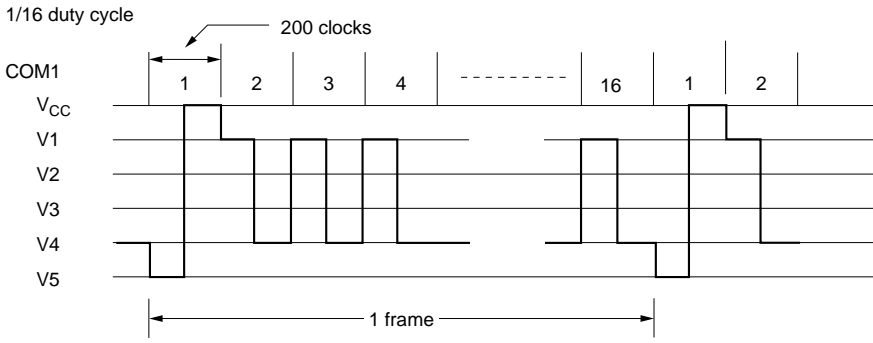 1/16 duty cycle
200 clocks
COM1
1 2 3 4 16 1 2
VCC
V1
V2
V3
V4
V5
1 frame